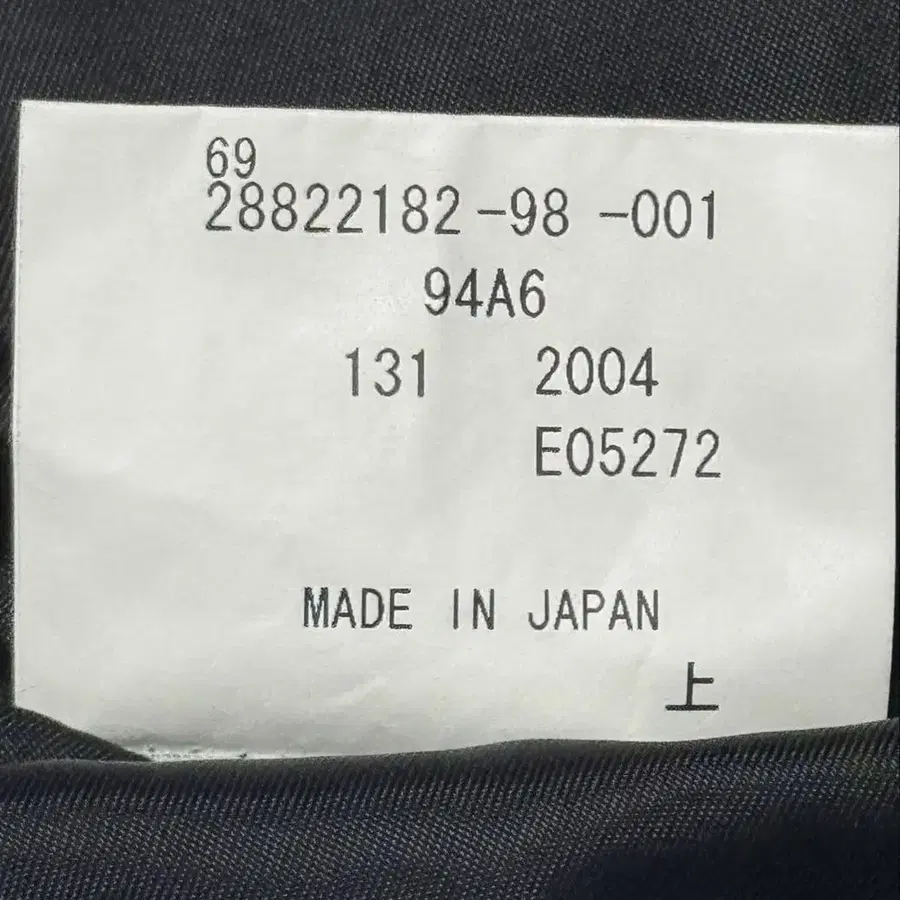 69
28822182-98 -001
94A6
131 2004
E05272
MADE IN JAPAN
上